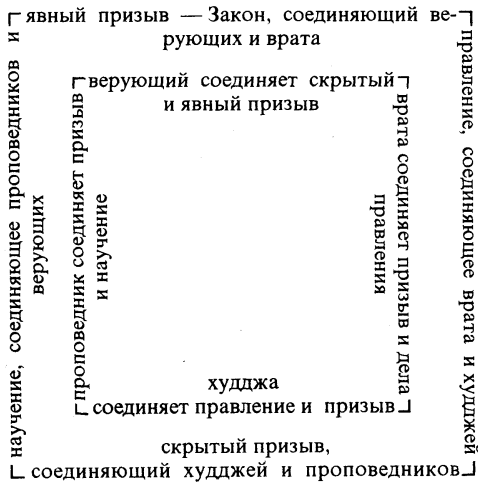 явный призыв — Закон, соединяющий ве-
рующих и врата
правление, соединяющее врата и худджей
скрытый призыв,
соединяющий худджей и проповедников
научение, соединяющее проповедников и
верующих
верующий соединяет скрытый
и явный призыв
врата соединяет призыв и дела
правления
худджа
соединяет правление и призыв
проповедник соединяет призыв
и научение